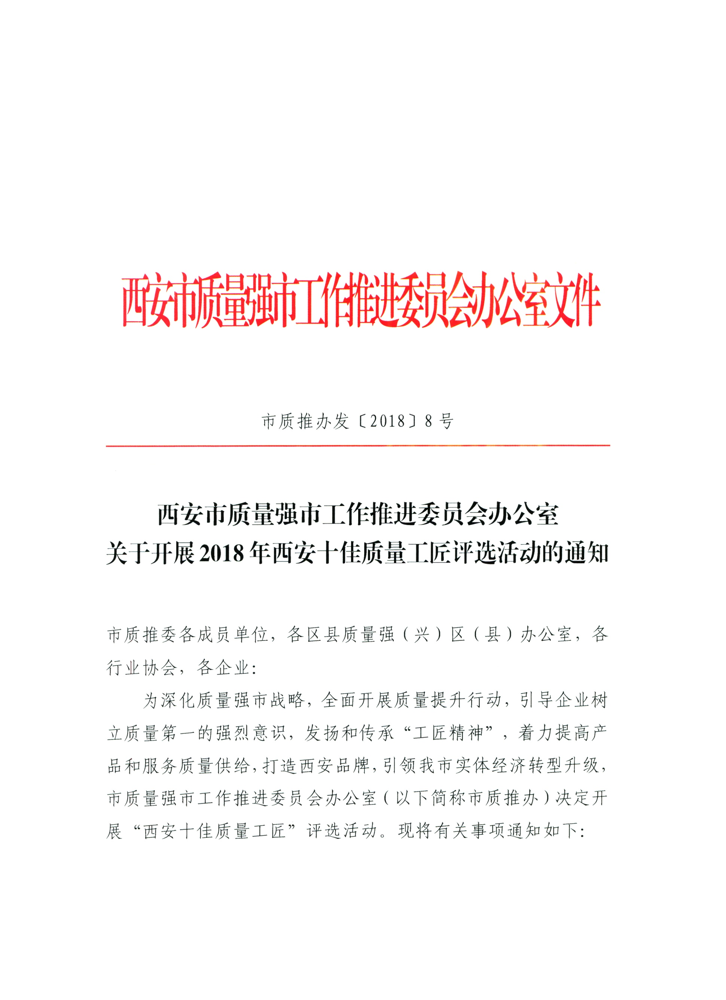 西安市质量强市工作推进委员会办公室文件
市质推办发〔2018〕8 号
西安市质量强市工作推进委员会办公室
关于开展 2018 年西安十佳质量工匠评选活动的通知
市质推委各成员单位，各区县质量强（兴）区（县）办公室，各
行业协会，各企业：
为深化质量强市战略，全面开展质量提升行动，引导企业树
立质量第一的强烈意识，发扬和传承“工匠精神”，着力提高产
品和服务质量供给，打造西安品牌，引领我市实体经济转型升级，
市质量强市工作推进委员会办公室（以下简称市质推办）决定开
展“西安十佳质量工匠”评选活动。现将有关事项通知如下：